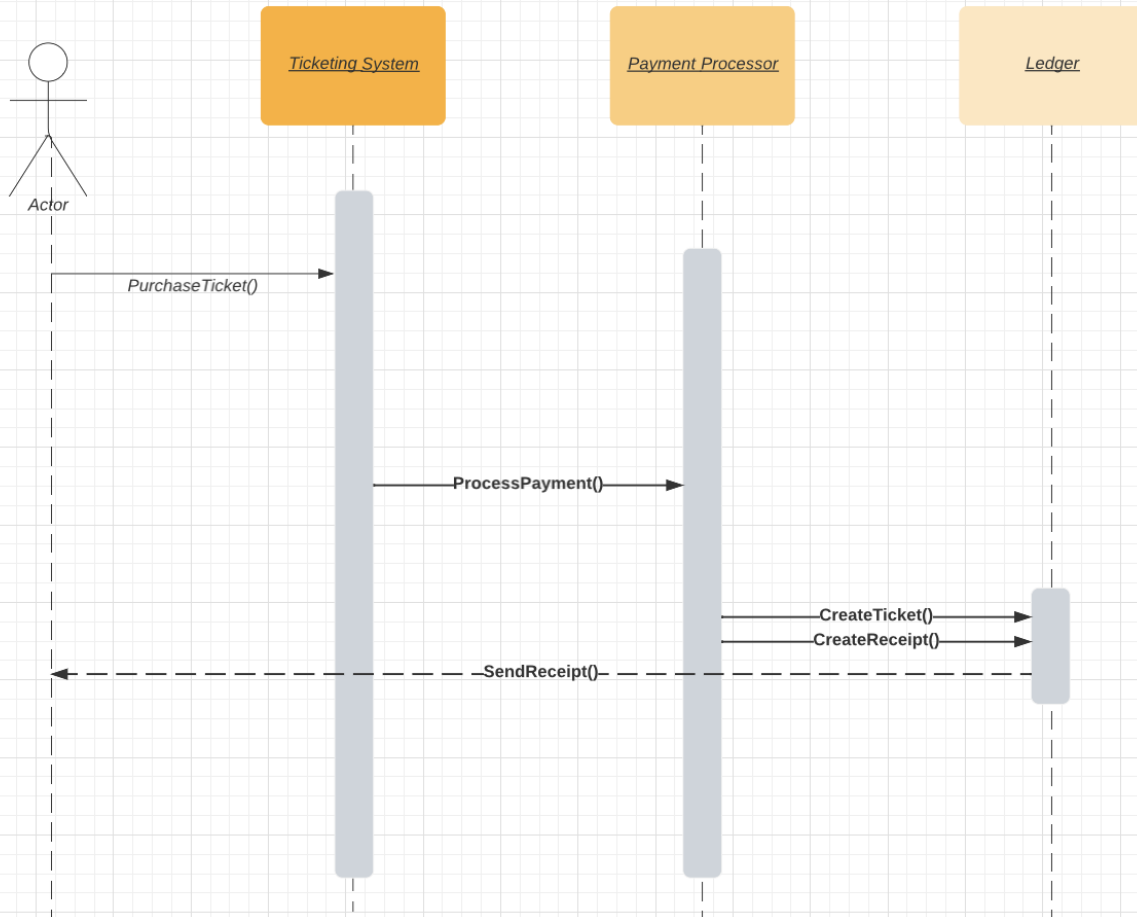 Ticketing System
Payment Processor
Ledger
Actor
PurchaseTicket()
ProcessPayment()
CreateTicket()
CreateReceipt()
SendReceipt()